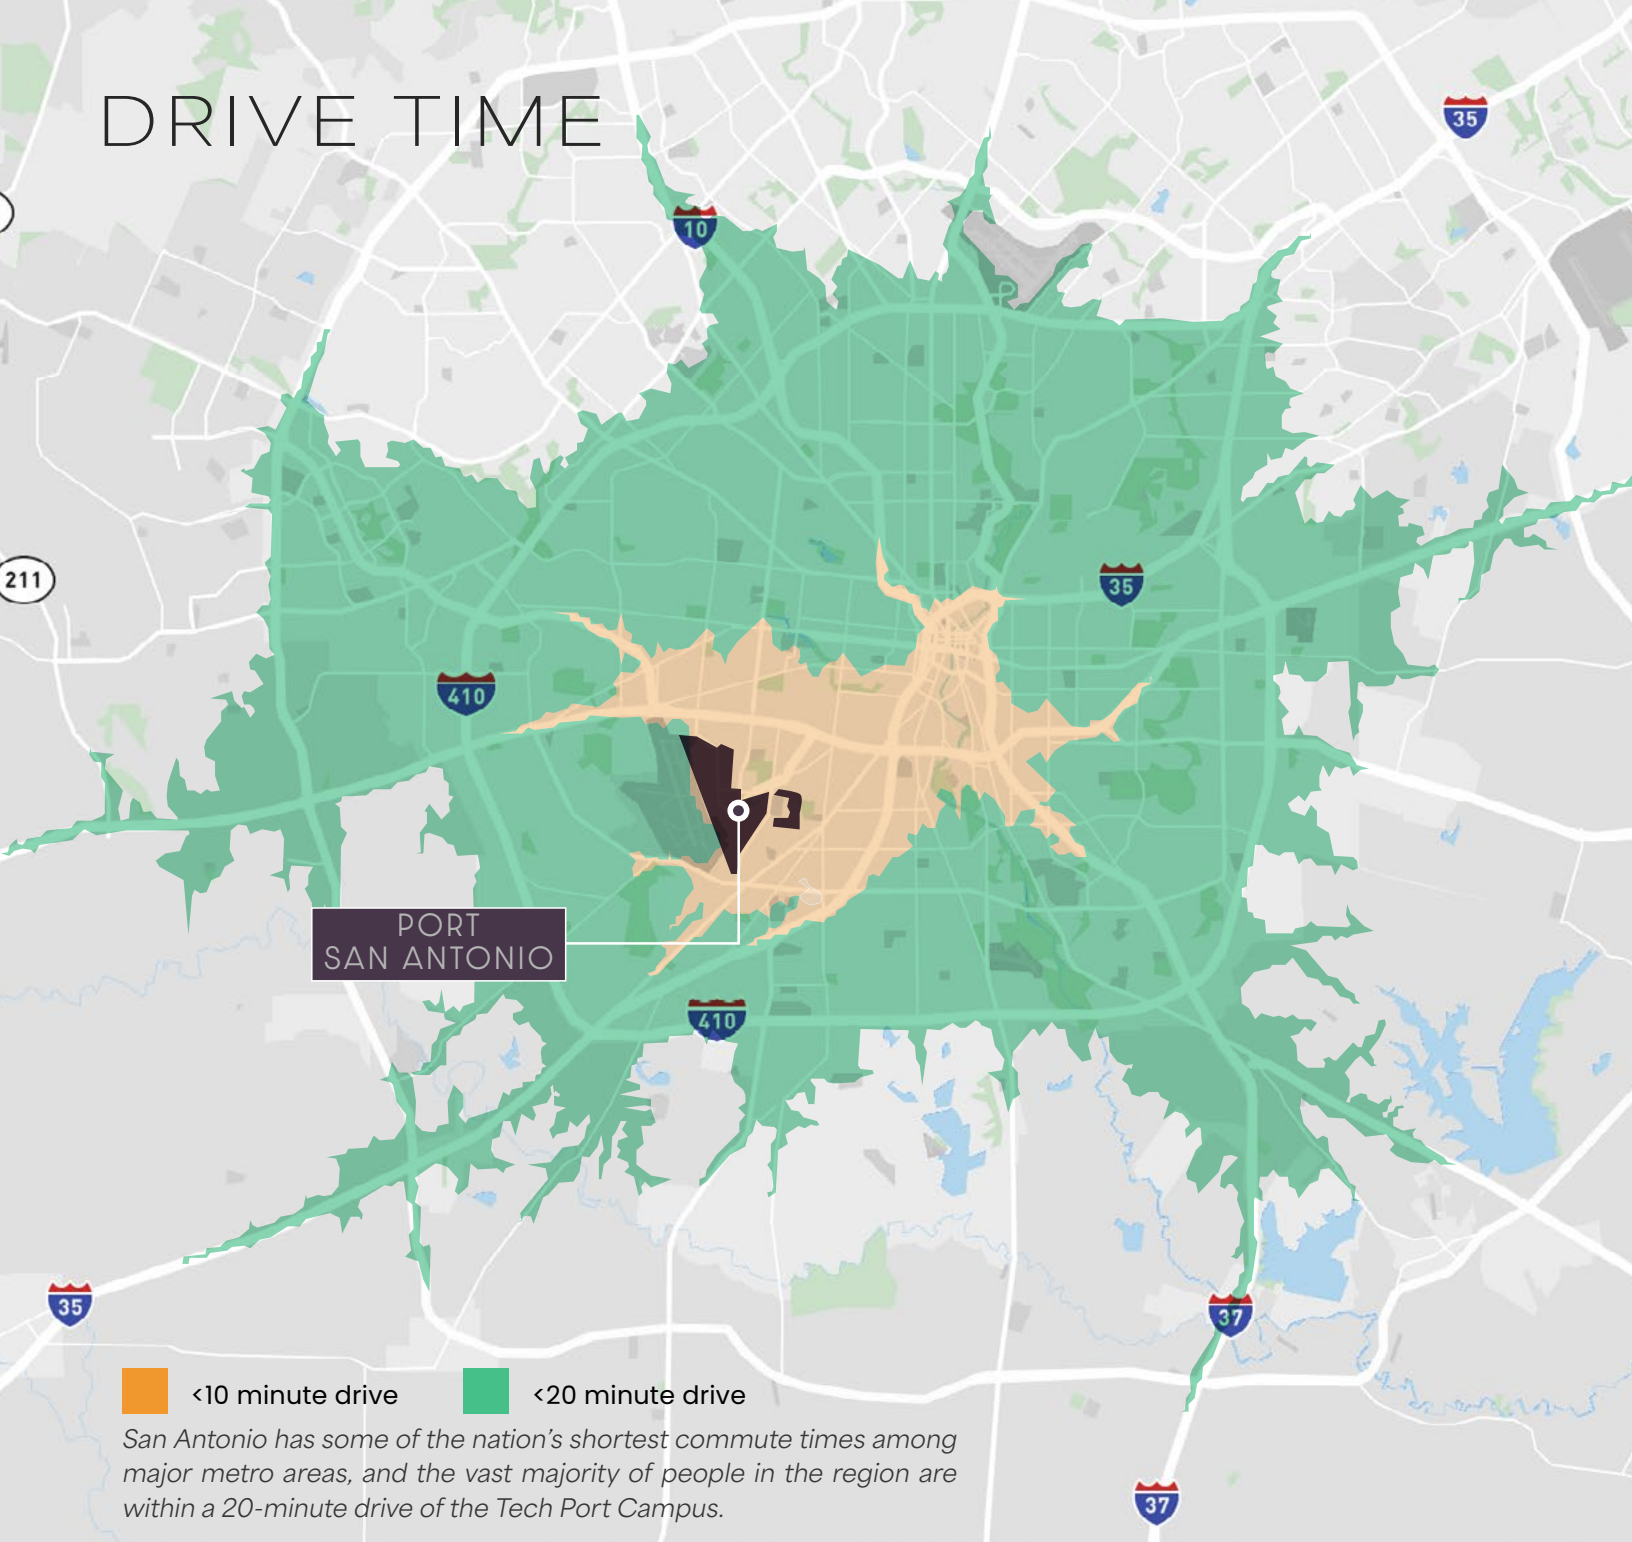 DRIVE TIME
35
10
211
35
410
PORT
SAN ANTONIO
410
35
37
<10 minute drive
<20 minute drive
San Antonio has some of the nation’s shortest commute times among
major metro areas, and the vast majority of people in the region are
within a 20-minute drive of the Tech Port Campus.
37